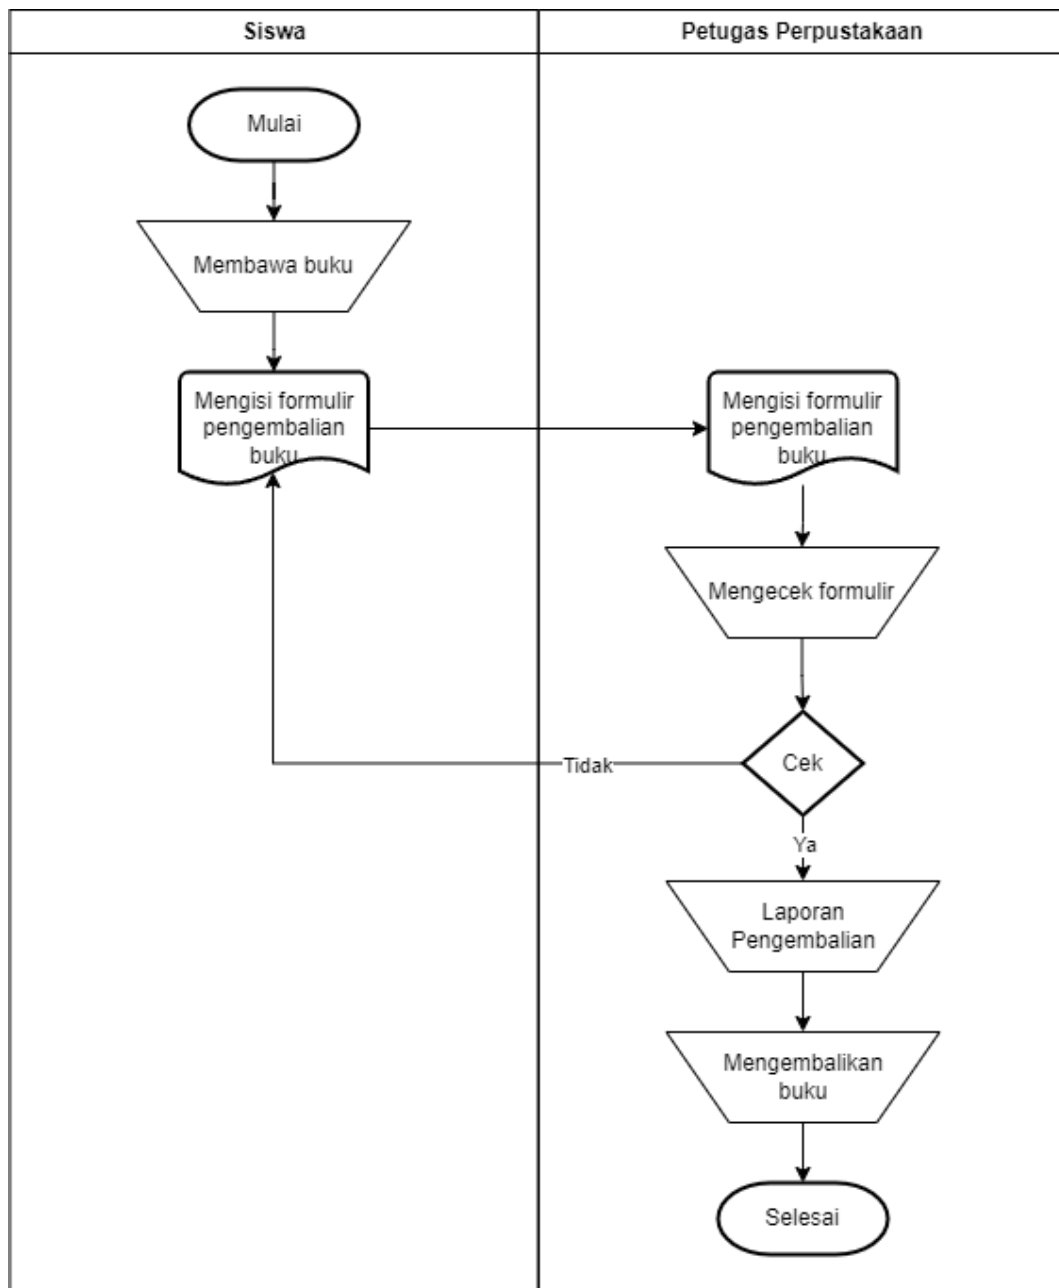 Siswa
Petugas Perpustakaan
Mulai
Membawa buku
Mengisi formulir
pengembalian
buku
Mengisi formulir
pengembalian
buku
Mengecek formulir
Cek
Tidak
Ya
Laporan
Pengembalian
Mengembalikan
buku
Selesai